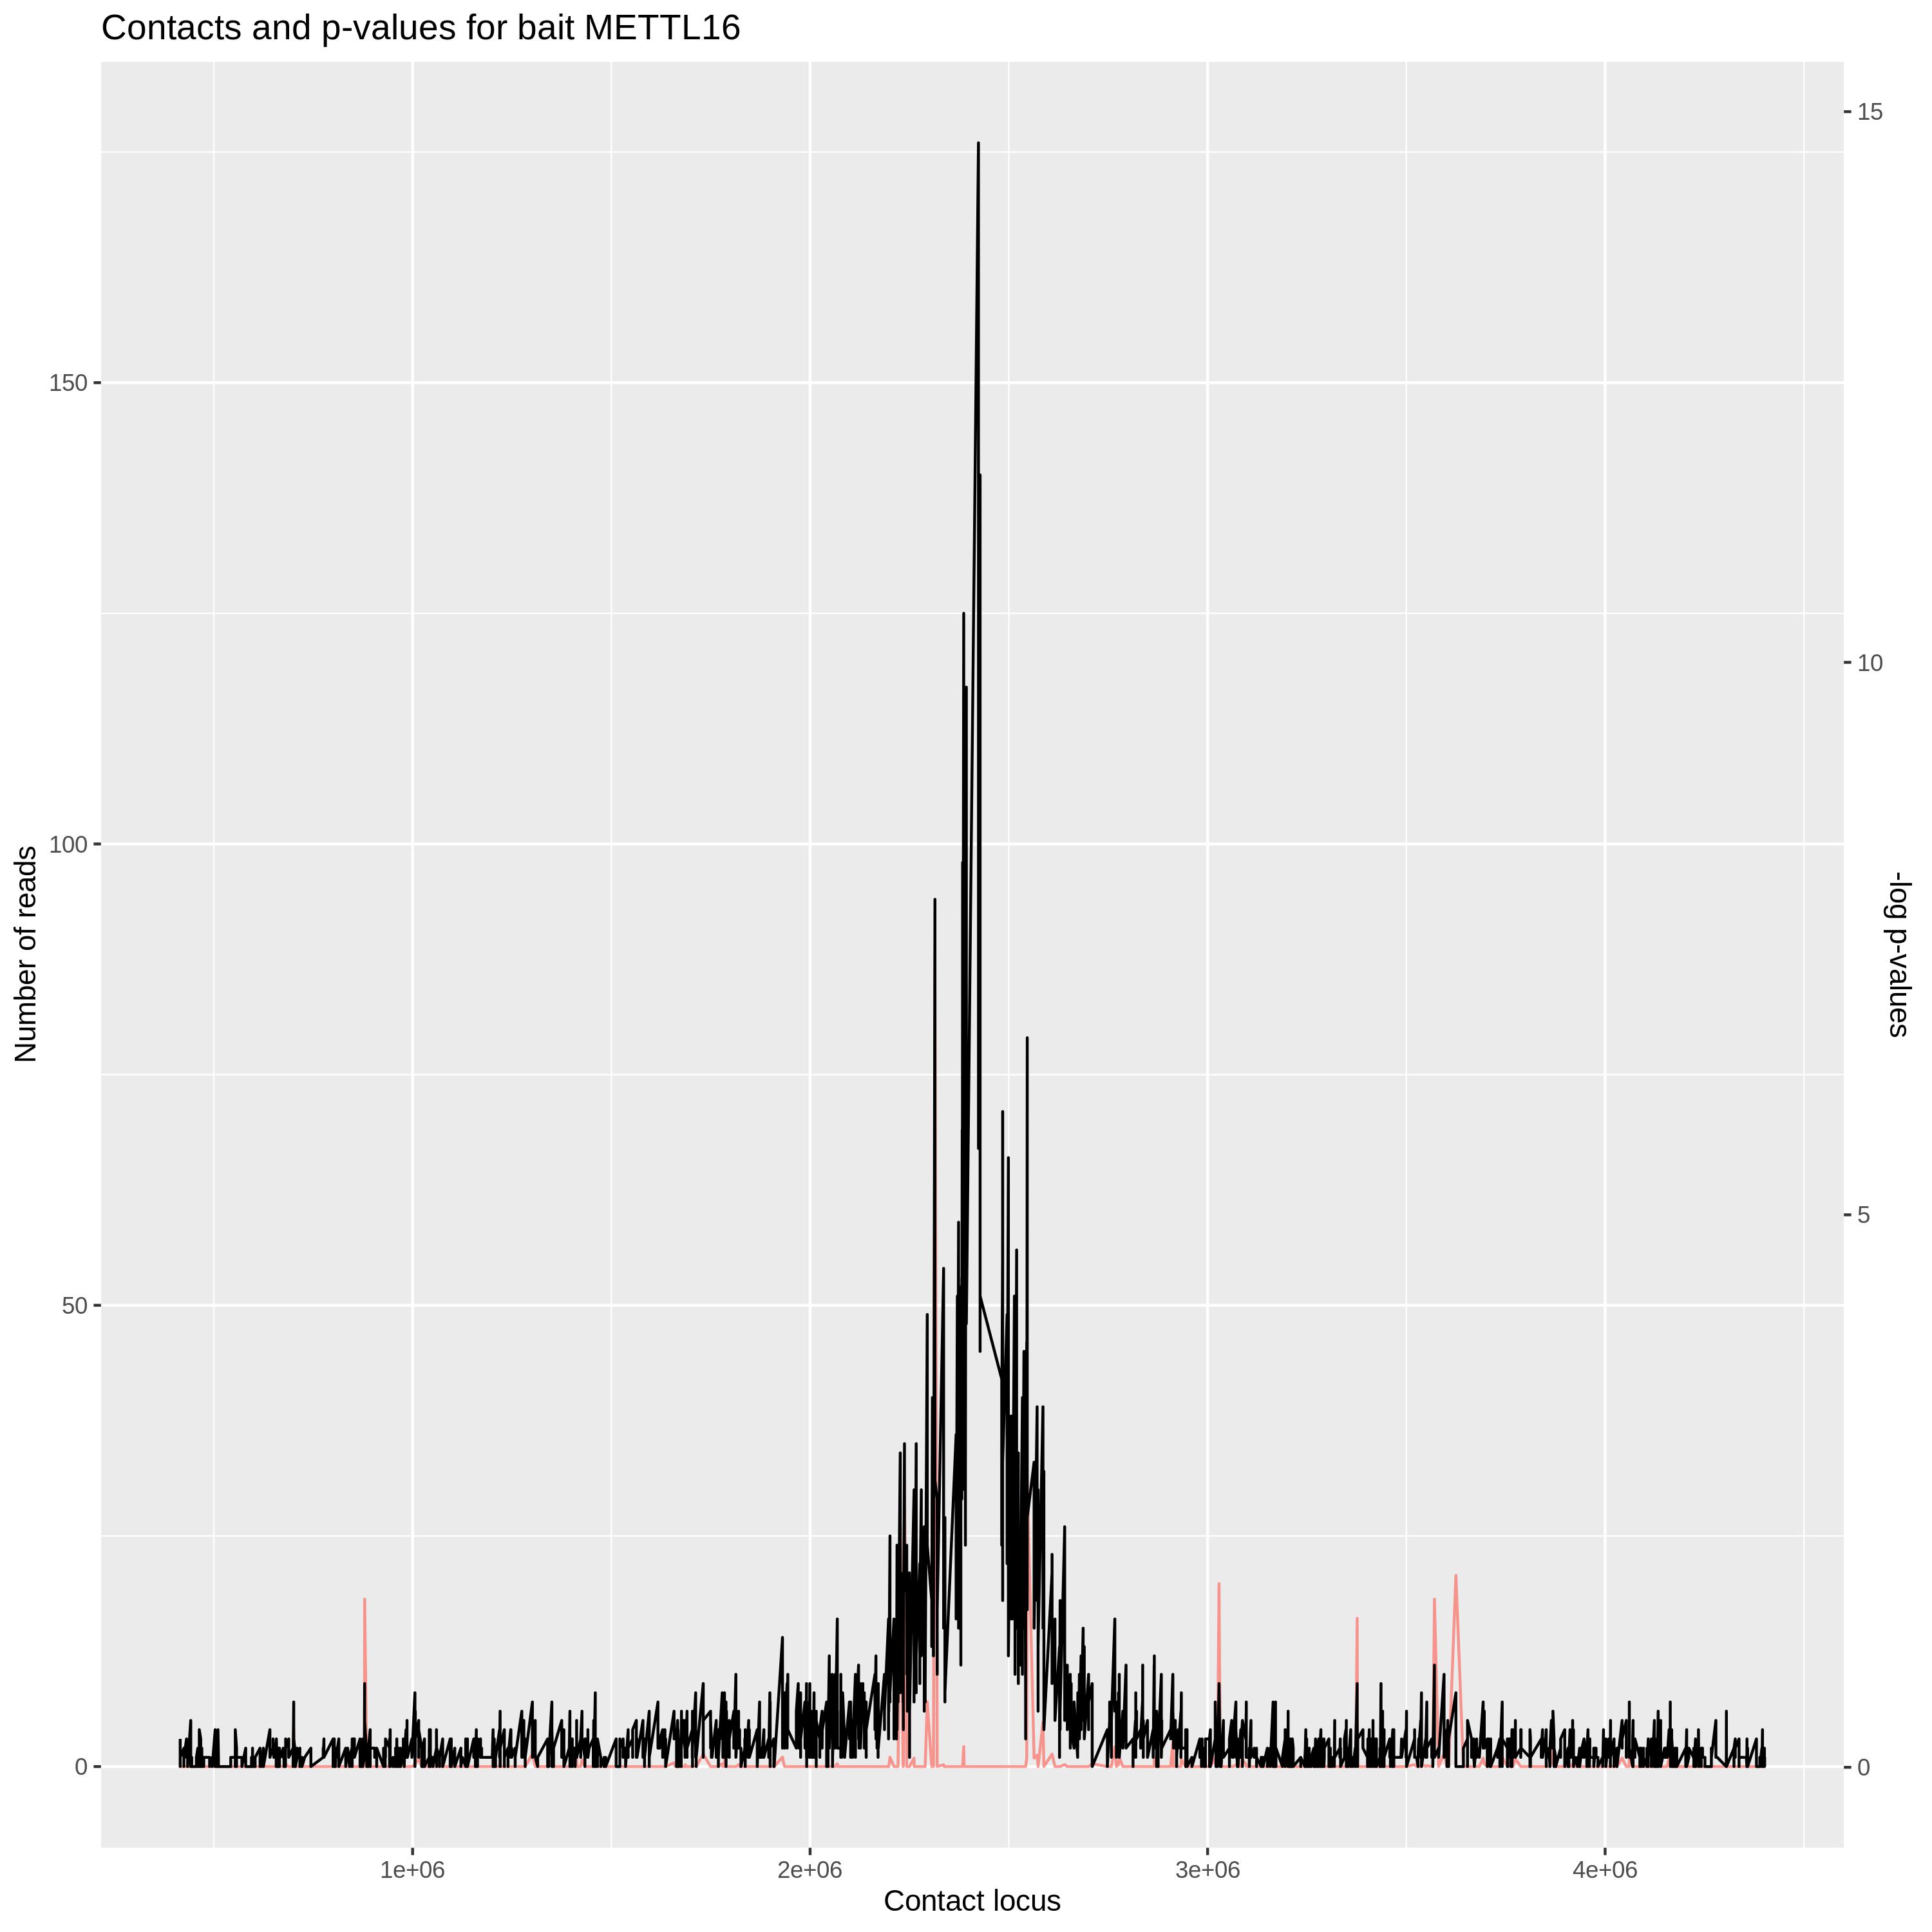 Contacts and p-values for bait METTL16
15
150
10
100
Number of reads
-log p-values
5
50
0
0
1e+06
2e+06
3e+06
4e+06
Contact locus